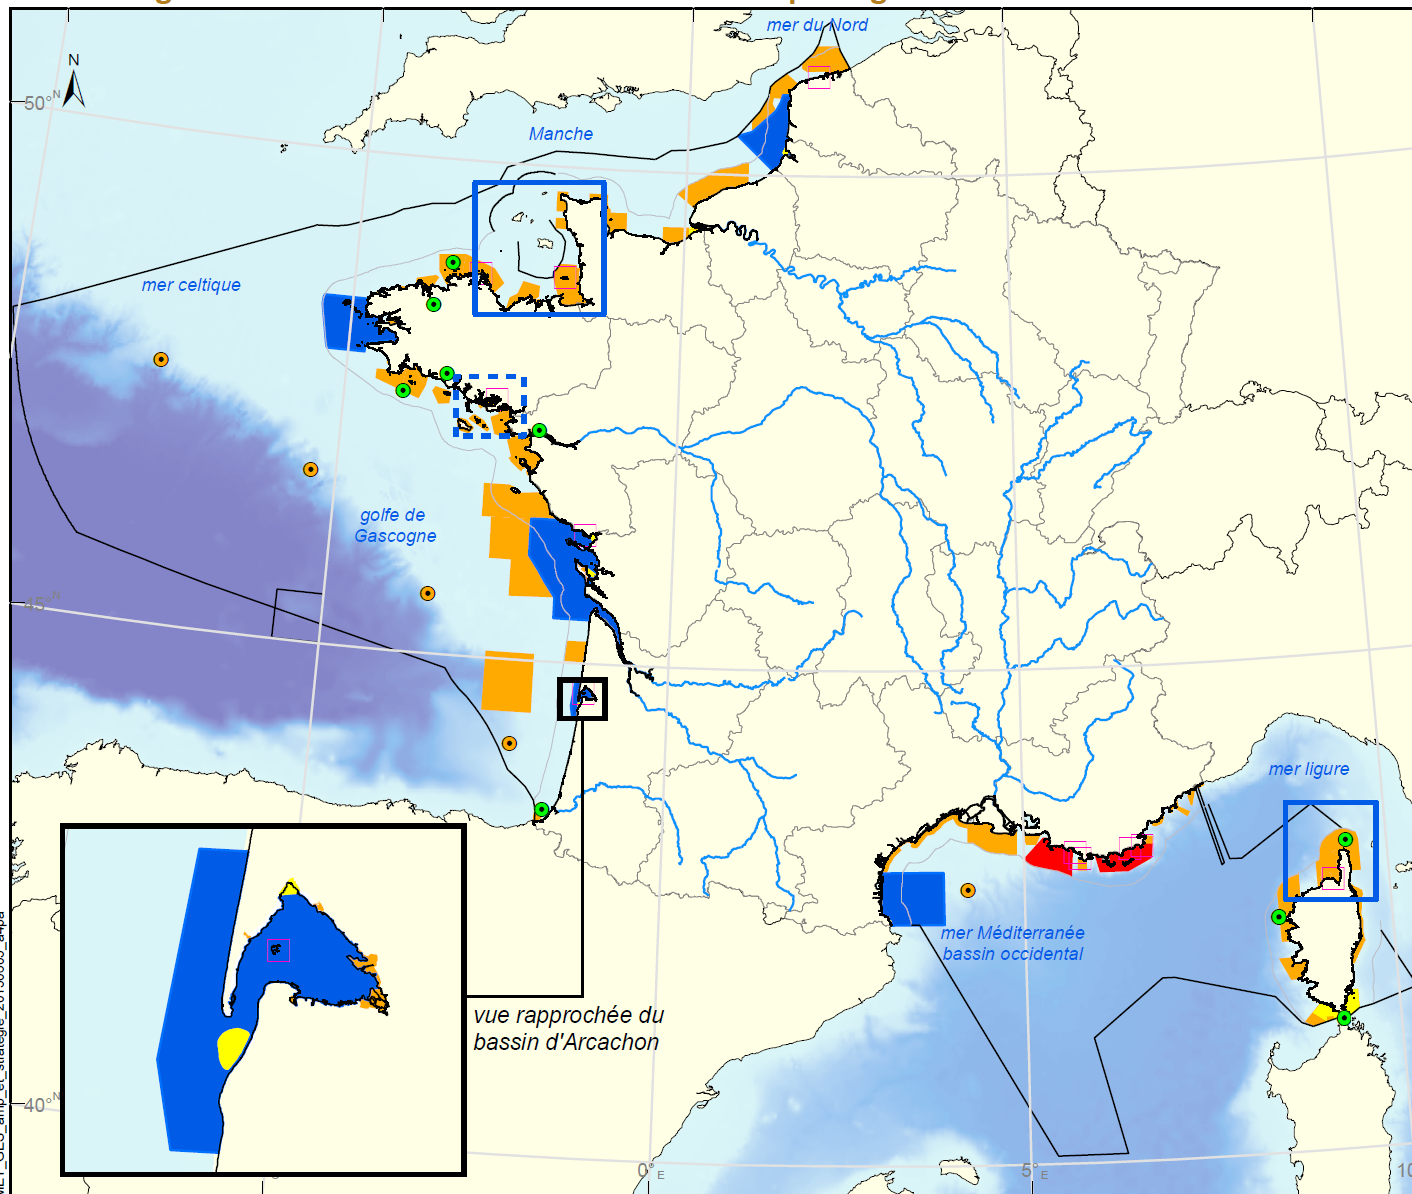 mer du Nord
N
50°N
Manche
mer celtique
golfe de
Gascogne
45°N
mer ligure
mer Méditerranée
bassin occidental
vue rapprochée du
bassin d'Arcachon
40°N
0°E
5°E
10